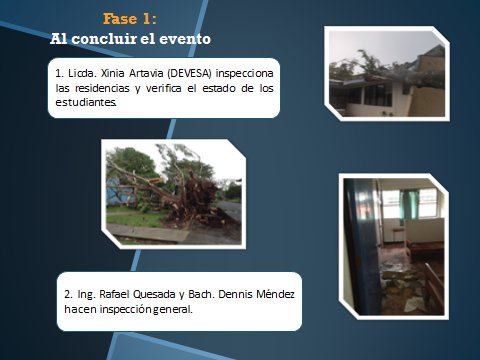 Fase 1:
Al concluir el evento
1. Licda. Xinia Artavia (DEVESA) inspecciona
las residencias y verifica el estado de los
estudiantes.
2. Ing. Rafael Quesada y Bach. Dennis Méndez
hacen inspección general.